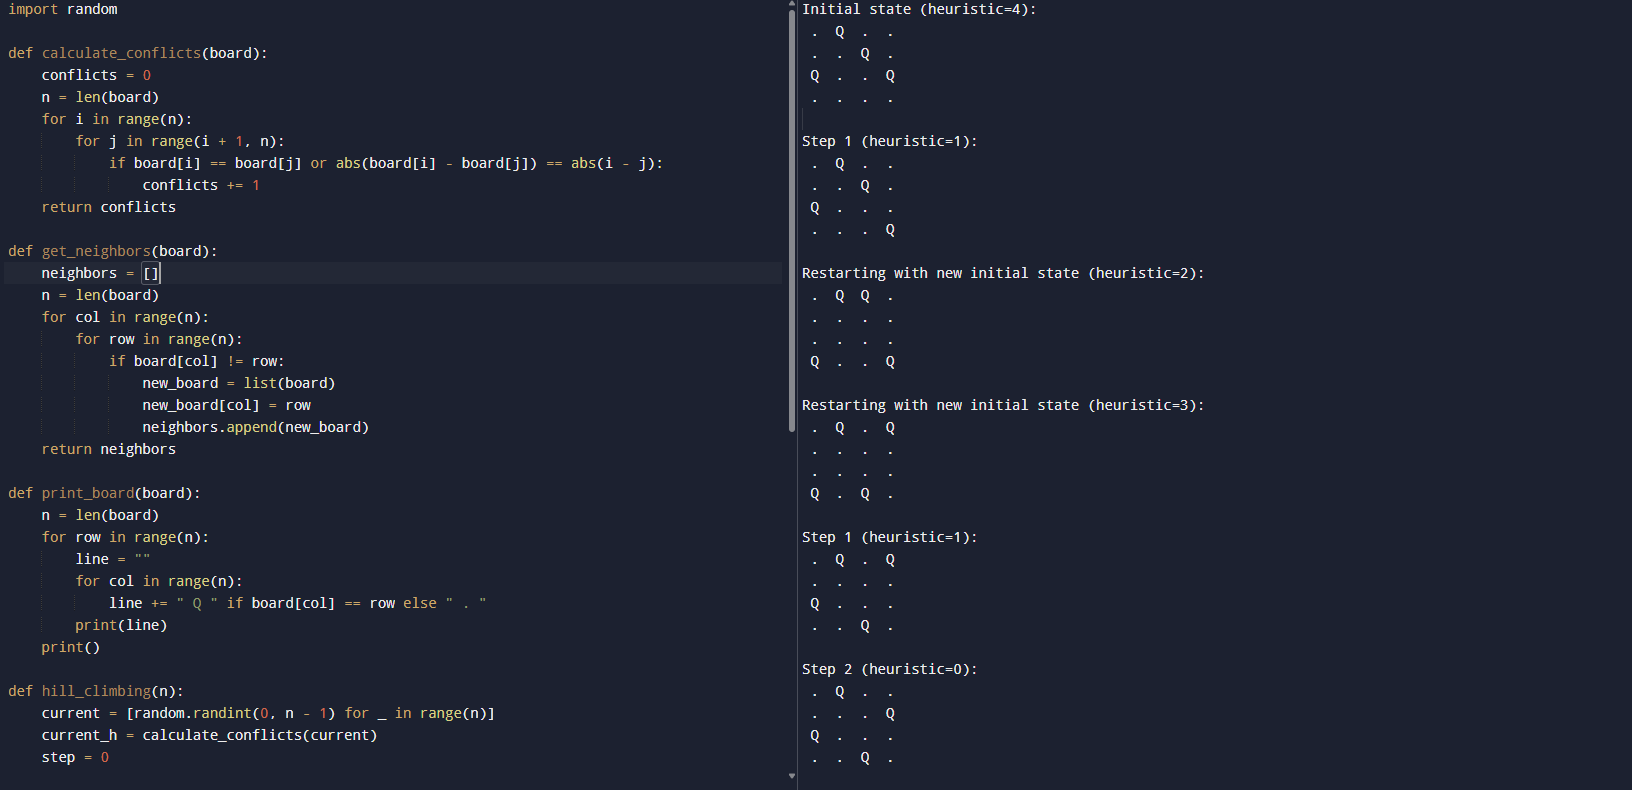 import random

def calculate_conflicts(board):
    conflicts = 0
    n = len(board)
    for i in range(n):
        for j in range(i + 1, n):
            if board[i] == board[j] or abs(board[i] - board[j]) == abs(i - j):
                conflicts += 1
    return conflicts

def get_neighbors(board):
    neighbors = []
    n = len(board)
    for col in range(n):
        for row in range(n):
            if board[col] != row:
                new_board = list(board)
                new_board[col] = row
                neighbors.append(new_board)
    return neighbors

def print_board(board):
    n = len(board)
    for row in range(n):
        line = ""
        for col in range(n):
            line += " Q " if board[col] == row else " . "
        print(line)
    print()

def hill_climbing(n):
    current = [random.randint(0, n - 1) for _ in range(n)]
    current_h = calculate_conflicts(current)
    step = 0

Initial state (heuristic=4):
 .  Q  .  . 
 .  .  Q  . 
 Q  .  .  Q 
 .  .  .  . 

Step 1 (heuristic=1):
 .  Q  .  . 
 .  .  Q  . 
 Q  .  .  . 
 .  .  .  Q 

Restarting with new initial state (heuristic=2):
 .  Q  Q  . 
 .  .  .  . 
 .  .  .  . 
 Q  .  .  Q 

Restarting with new initial state (heuristic=3):
 .  Q  .  Q 
 .  .  .  . 
 .  .  .  . 
 Q  .  Q  . 

Step 1 (heuristic=1):
 .  Q  .  Q 
 .  .  .  . 
 Q  .  .  . 
 .  .  Q  . 

Step 2 (heuristic=0):
 .  Q  .  . 
 .  .  .  Q 
 Q  .  .  . 
 .  .  Q  .